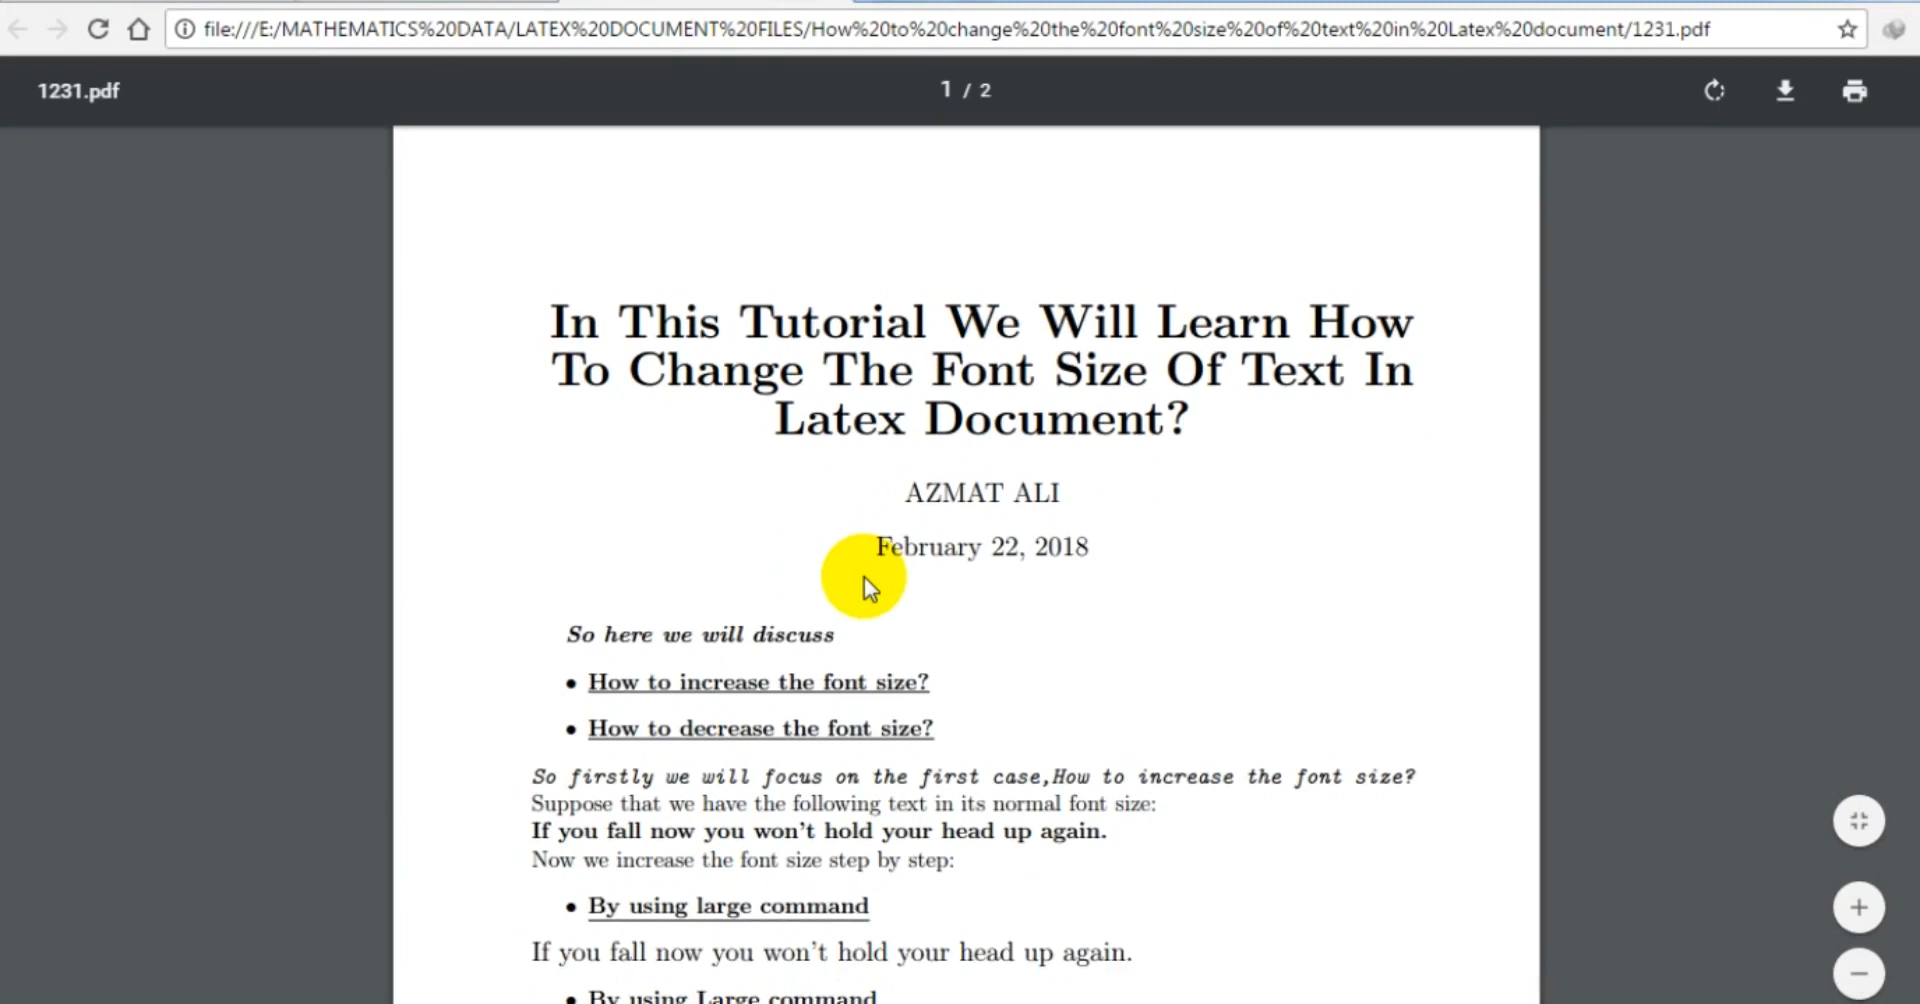 file:///E:/MATHEMATICS%20DATA/LATEX%20DOCUMENT%20FILES/How%20to%20change%20the%20font%20size%20of%20text%20in%20Latex%20document/1231.pdf
1231.pdf
1 / 2
In This Tutorial We Will Learn How
To Change The Font Size Of Text In
Latex Document?
AZMAT ALI
February 22, 2018
So here we will discuss
• How to increase the font size?
• How to decrease the font size?
So firstly we will focus on the first case,How to increase the font size?
Suppose that we have the following text in its normal font size:
If you fall now you won't hold your head up again.
Now we increase the font size step by step:
• By using large command
If you fall now you won't hold your head up again.
• By using Large command